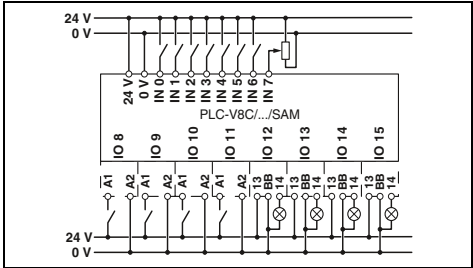 24 V
0 V
24 V
0 V
IN 0
IN 1
IN 2
IN 3
IN 4
IN 5
IN 6
IN 7
PLC-V8C/.../SAM
IO 8
IO 9
IO 10
IO 11
IO 12
IO 13
IO 14
IO 15
A1 A2 A1 A2 A1 A2 A1 A2 13 BB 14 13 BB 14 13 BB 14 13 BB 14
24 V
0 V